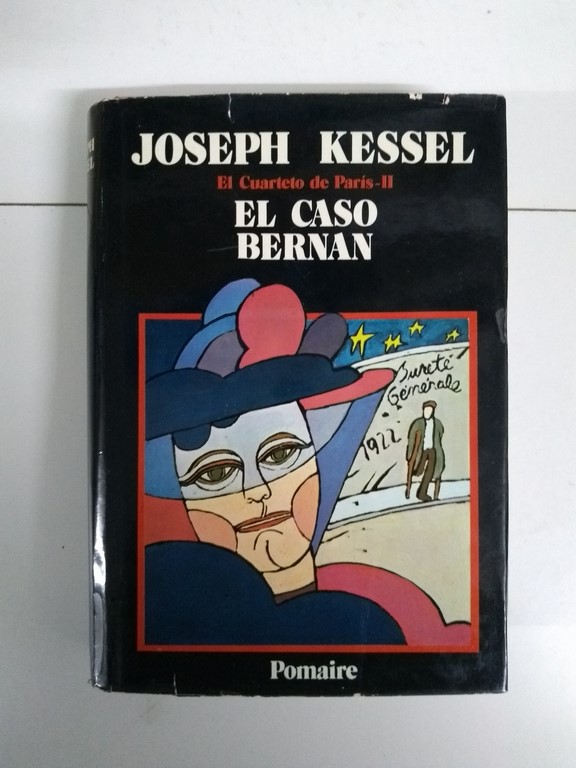 JOSEPH KESSEL
El Cuarteto de París-II
EL CASO
BERNAN
Sureté
Générale
1922
Pomaire